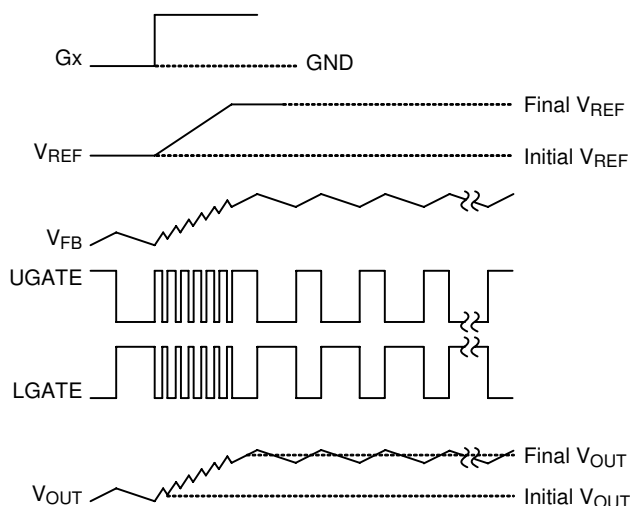 Gx
GND
Final VREF
VREF
Initial VREF
VFB
UGATE
LGATE
Final VOUT
VOUT
Initial VOUT